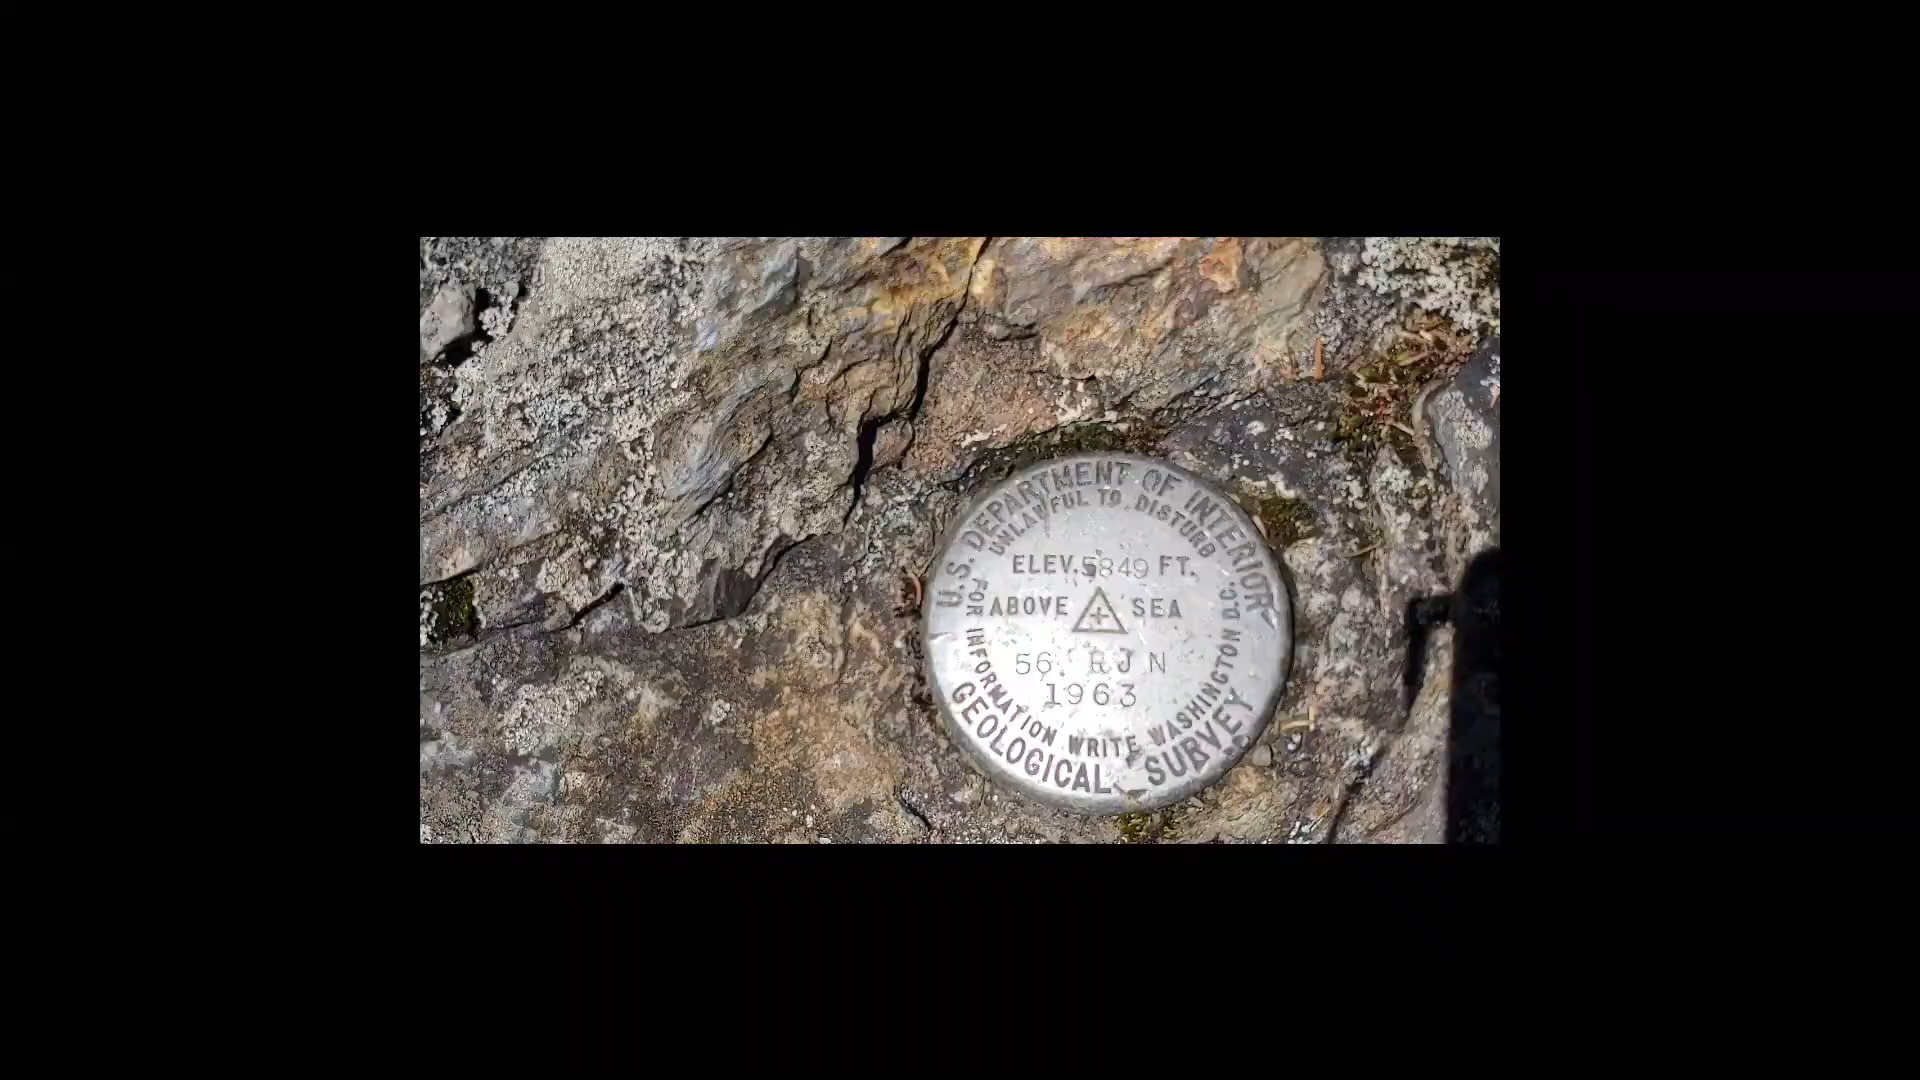 U.S. DEPARTMENT OF INTERIOR
UNLAWFUL TO DISTURB
ELEV. 5849 FT.
ABOVE SEA
56 RJN
1963
FOR INFORMATION WRITE WASHINGTON D.C.
GEOLOGICAL SURVEY